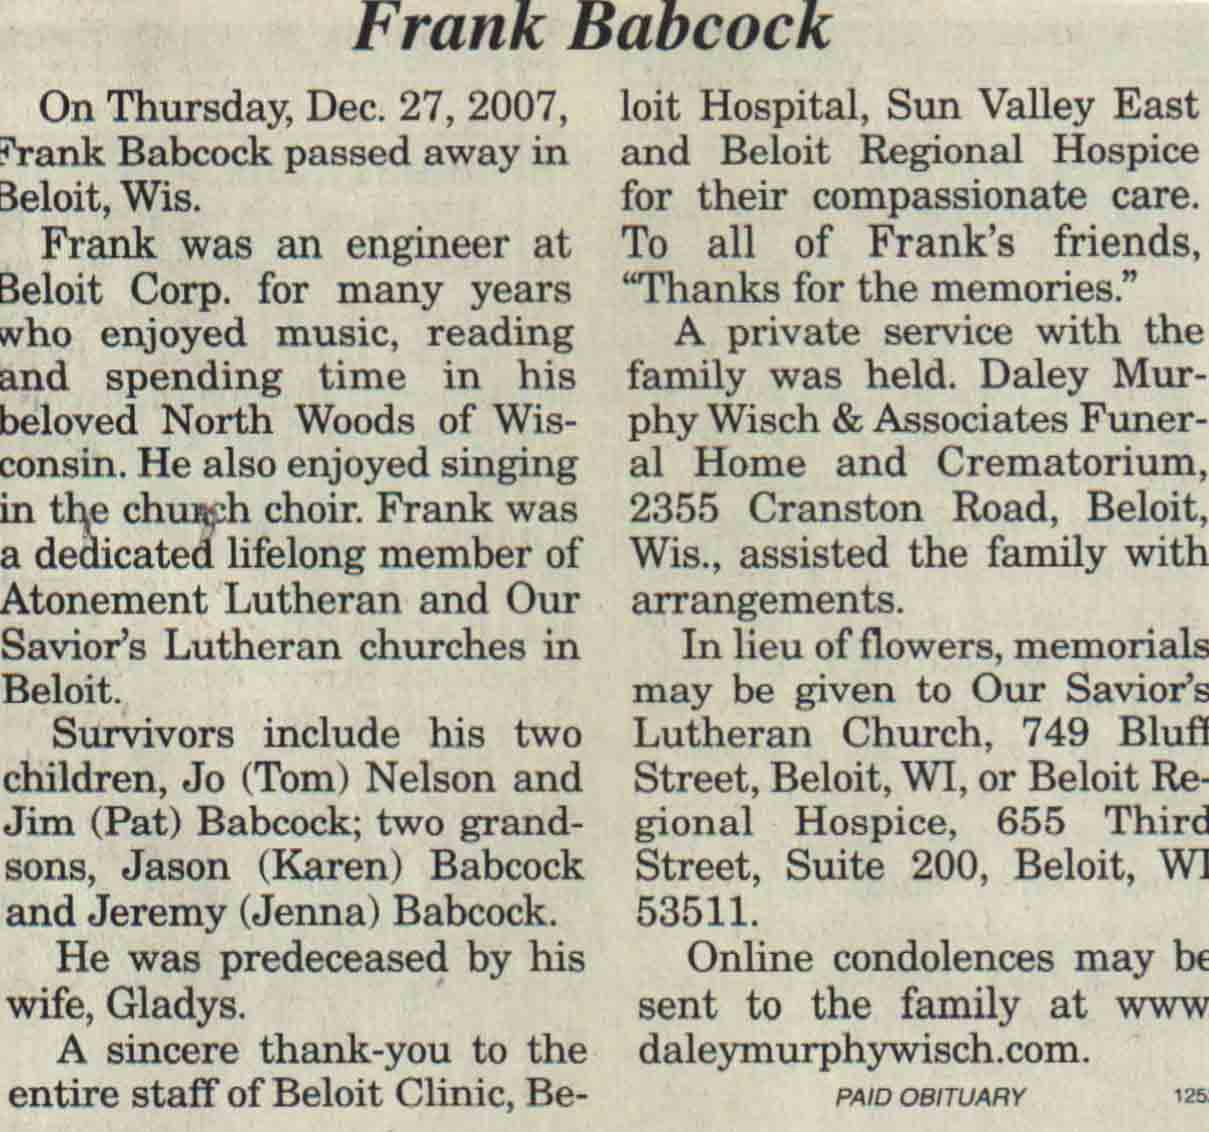 Frank Babcock
On Thursday, Dec. 27, 2007,
Frank Babcock passed away in
Beloit, Wis.
Frank was an engineer at
Beloit Corp. for many years
who enjoyed music, reading
and spending time in his
beloved North Woods of Wis-
consin. He also enjoyed singing
in the church choir. Frank was
a dedicated lifelong member of
Atonement Lutheran and Our
Savior's Lutheran churches in
Beloit.
Survivors include his two
children, Jo (Tom) Nelson and
Jim (Pat) Babcock; two grand-
sons, Jason (Karen) Babcock
and Jeremy (Jenna) Babcock.
He was predeceased by his
wife, Gladys.
A sincere thank-you to the
entire staff of Beloit Clinic, Be-
loit Hospital, Sun Valley East
and Beloit Regional Hospice
for their compassionate care.
To all of Frank's friends,
“Thanks for the memories.”
A private service with the
family was held. Daley Mur-
phy Wisch & Associates Funer-
al Home and Crematorium,
2355 Cranston Road, Beloit,
Wis., assisted the family with
arrangements.
In lieu of flowers, memorials
may be given to Our Savior's
Lutheran Church, 749 Bluff
Street, Beloit, WI, or Beloit Re-
gional Hospice, 655 Third
Street, Suite 200, Beloit, WI
53511.
Online condolences may be
sent to the family at www
daleymurphywisch.com.
PAID OBITUARY